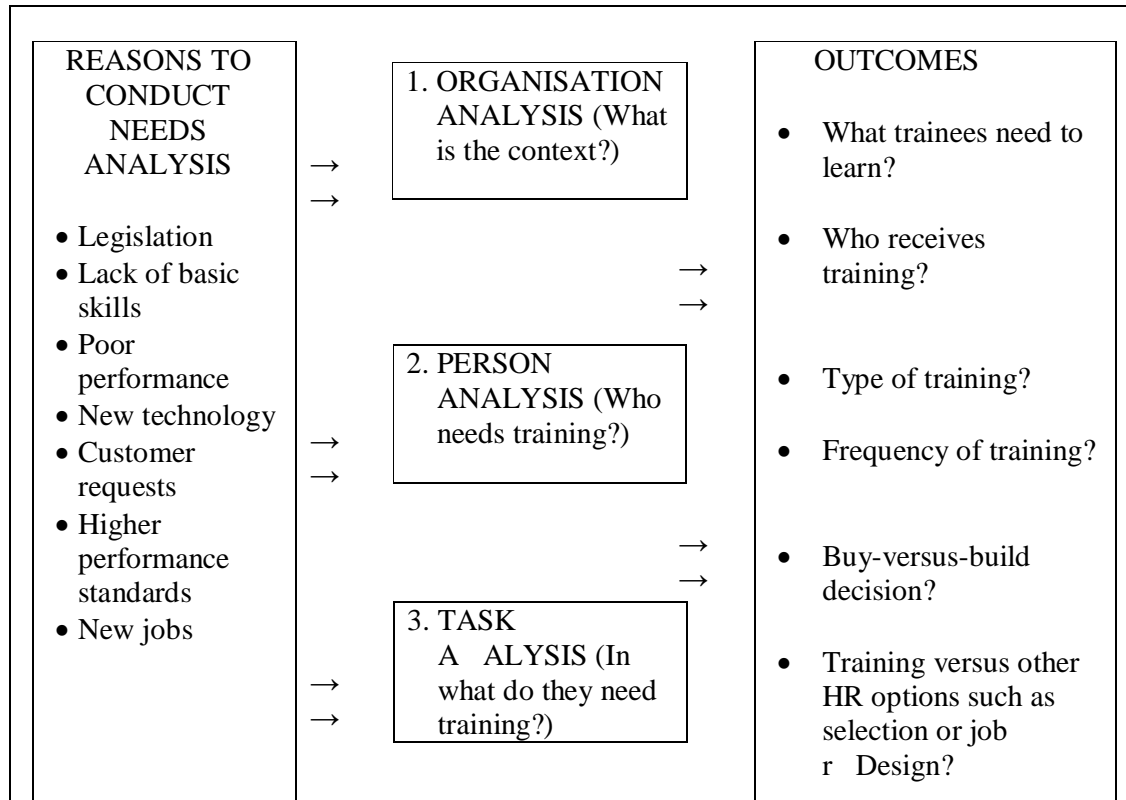 REASONS TO
CONDUCT
NEEDS
ANALYSIS
• Legislation
• Lack of basic
skills
• Poor
performance
• New technology
• Customer
requests
• Higher
performance
standards
• New jobs
→
→
→
→
→
→
1. ORGANISATION
ANALYSIS (What
is the context?)
2. PERSON
ANALYSIS (Who
needs training?)
3. TASK
A ALYSIS (In
what do they need
training?)
→
→
→
→
OUTCOMES
• What trainees need to
learn?
• Who receives
training?
• Type of training?
• Frequency of training?
• Buy-versus-build
decision?
• Training versus other
HR options such as
selection or job
r Design?